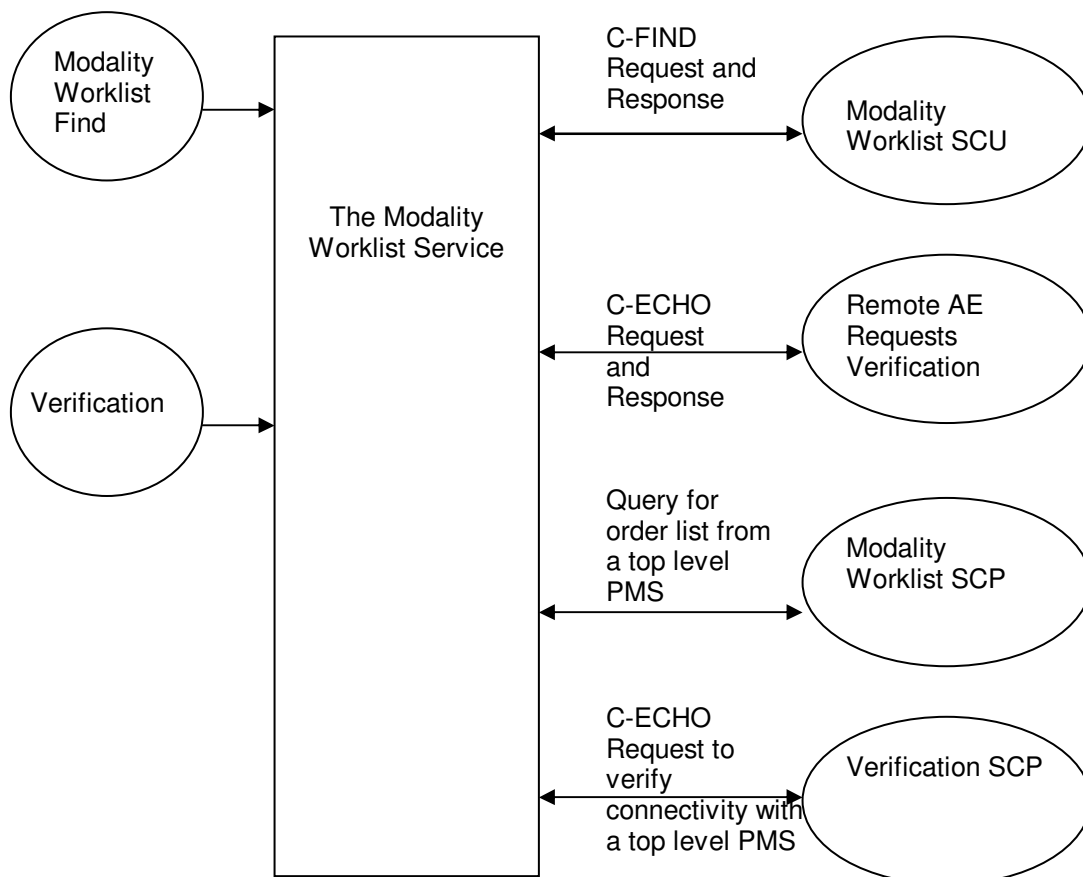 Modality
Worklist
Find
Verification
The Modality
Worklist Service
C-FIND
Request and
Response
Modality
Worklist SCU
C-ECHO
Request
and
Response
Remote AE
Requests
Verification
Query for
order list from
a top level
PMS
Modality
Worklist SCP
C-ECHO
Request to
verify
connectivity with
a top level PMS
Verification SCP